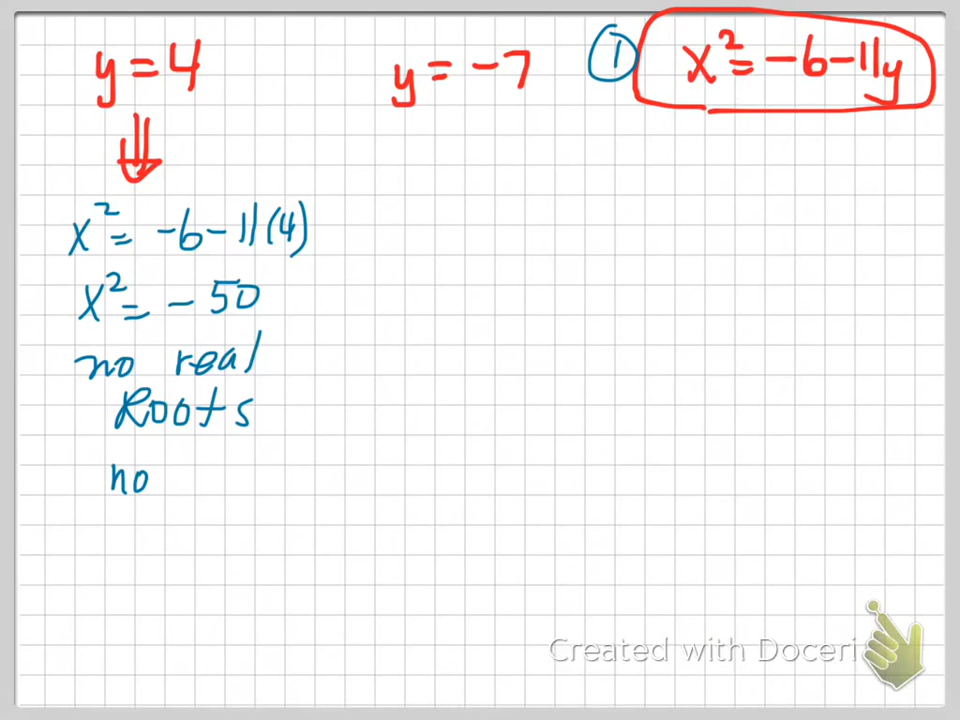 y = 4
y = -7
① x² = -6 - 11y
x² = -6 - 11(4)
x² = -50
no real
Roots
no
Created with Doceri